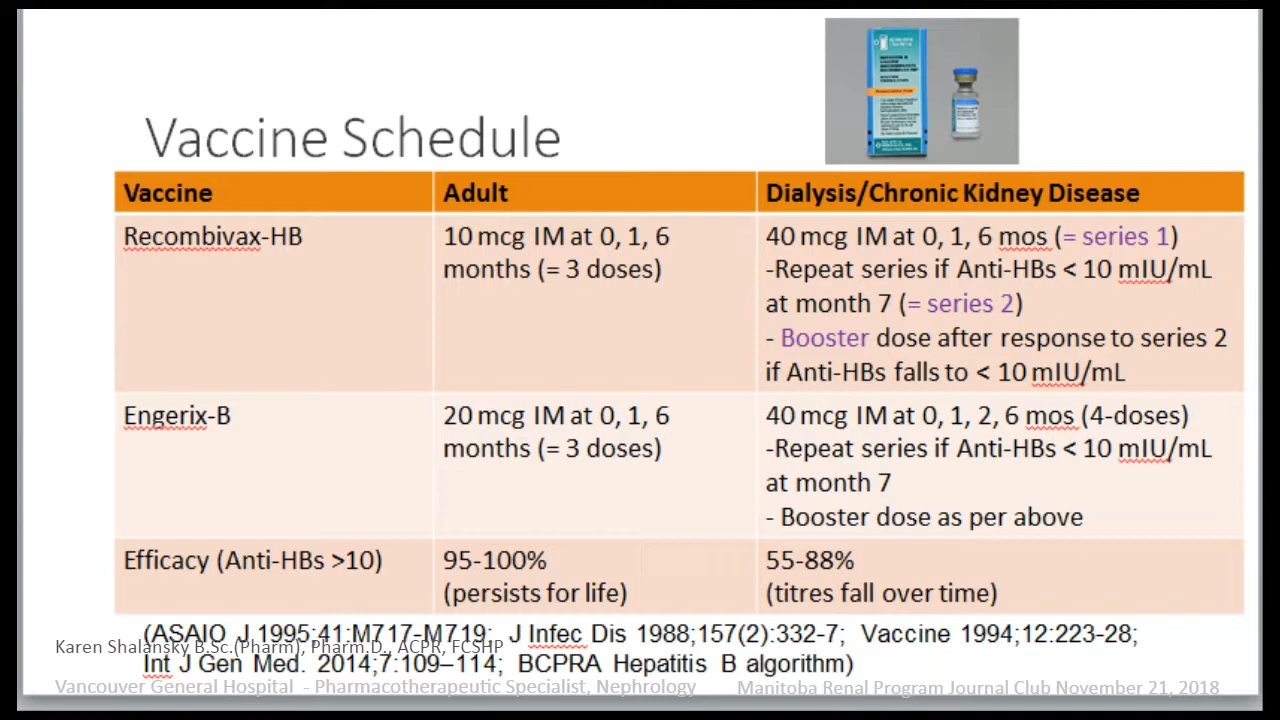 Vaccine Schedule
Vaccine
Adult
Dialysis/Chronic Kidney Disease
Recombivax-HB
10 mcg IM at 0, 1, 6
months (= 3 doses)
40 mcg IM at 0, 1, 6 mos (= series 1)
-Repeat series if Anti-HBs < 10 mIU/mL
at month 7 (= series 2)
- Booster dose after response to series 2
if Anti-HBs falls to < 10 mIU/mL
Engerix-B
20 mcg IM at 0, 1, 6
months (= 3 doses)
40 mcg IM at 0, 1, 2, 6 mos (4-doses)
-Repeat series if Anti-HBs < 10 mIU/mL
at month 7
- Booster dose as per above
Efficacy (Anti-HBs >10)
95-100%
(persists for life)
55-88%
(titres fall over time)
(ASAIO J 1995;41:M717-M719; J Infec Dis 1988;157(2):332-7; Vaccine 1994;12:223-28;
Karen Shalansky B.Sc.(Pharm), Pharm.D., ACPR, FCSHP
Int J Gen Med. 2014;7:109–114; BCPRA Hepatitis B algorithm)
Vancouver General Hospital - Pharmacotherapeutic Specialist, Nephrology
Manitoba Renal Program Journal Club November 21, 2018